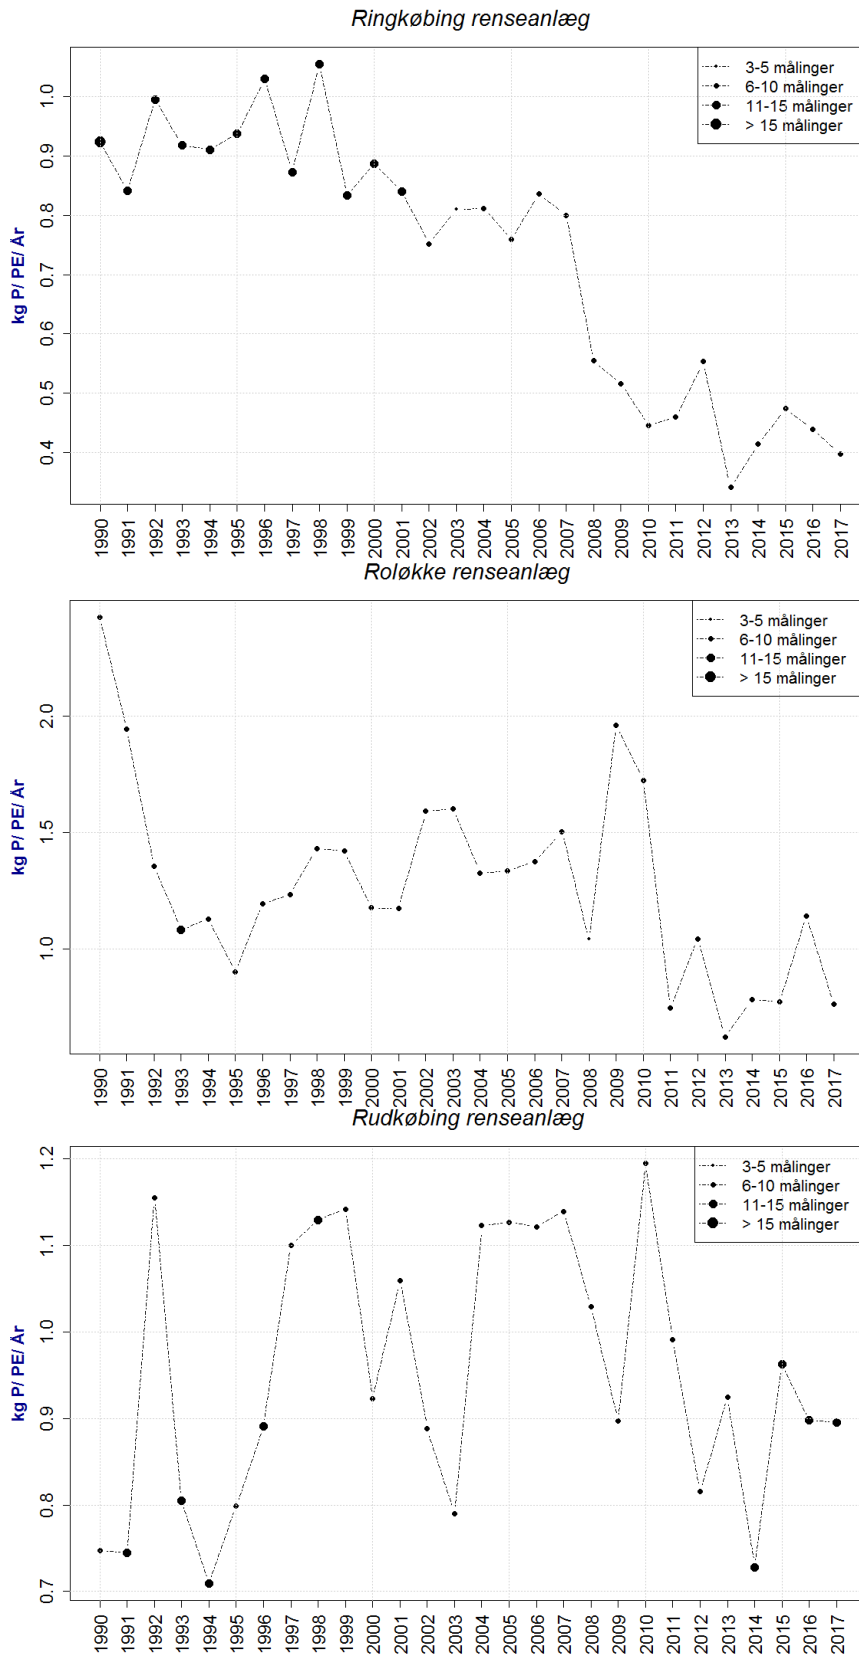 Ringkøbing renseanlæg
3-5 målinger
6-10 målinger
11-15 målinger
> 15 målinger
kg P/ PE/ År
1.0
0.9
0.8
0.7
0.6
0.5
0.4
1990 1991 1992 1993 1994 1995 1996 1997 1998 1999 2000 2001 2002 2003 2004 2005 2006 2007 2008 2009 2010 2011 2012 2013 2014 2015 2016 2017
Roløkke renseanlæg
3-5 målinger
6-10 målinger
11-15 målinger
> 15 målinger
kg P/ PE/ År
2.0
1.5
1.0
1990 1991 1992 1993 1994 1995 1996 1997 1998 1999 2000 2001 2002 2003 2004 2005 2006 2007 2008 2009 2010 2011 2012 2013 2014 2015 2016 2017
Rudkøbing renseanlæg
3-5 målinger
6-10 målinger
11-15 målinger
> 15 målinger
kg P/ PE/ År
1.2
1.1
1.0
0.9
0.8
0.7
1990 1991 1992 1993 1994 1995 1996 1997 1998 1999 2000 2001 2002 2003 2004 2005 2006 2007 2008 2009 2010 2011 2012 2013 2014 2015 2016 2017